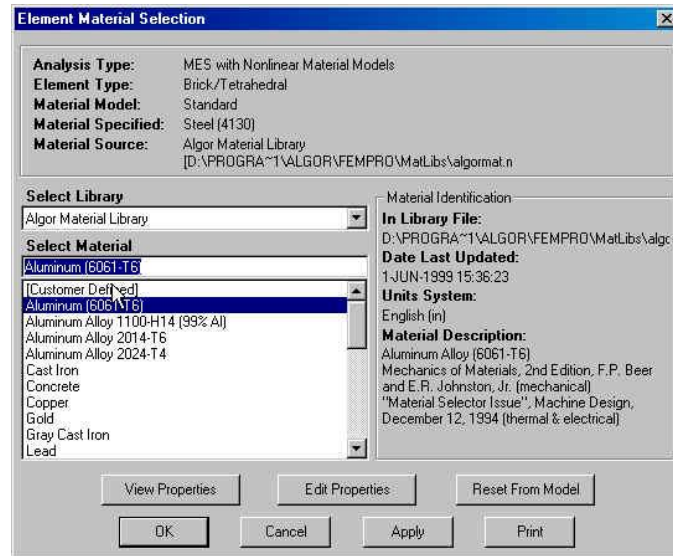 Element Material Selection
Analysis Type: MES with Nonlinear Material Models
Element Type: Brick/Tetrahedral
Material Model: Standard
Material Specified: Steel (4130)
Material Source: Algor Material Library
[D:\PROGRA~1\ALGOR\FEMPRO\MatLibs\algormat.n
Select Library
Algor Material Library
Select Material
Aluminum (6061-T6)
[Customer Defined]
Aluminum (6061-T6)
Aluminum Alloy 1100-H14 (99% Al)
Aluminum Alloy 2014-T6
Aluminum Alloy 2024-T4
Cast Iron
Concrete
Copper
Gold
Gray Cast Iron
Lead
Material Identification
In Library File:
D:\PROGRA~1\ALGOR\FEMPRO\MatLibs\algc
Date Last Updated:
1-JUN-1999 15:36:23
Units System:
English (in)
Material Description:
Aluminum Alloy (6061-T6)
Mechanics of Materials, 2nd Edition, F.P. Beer
and E.R. Johnston, Jr. (mechanical)
"Material Selector Issue", Machine Design,
December 12, 1994 (thermal & electrical)
View Properties
Edit Properties
Reset From Model
OK
Cancel
Apply
Print